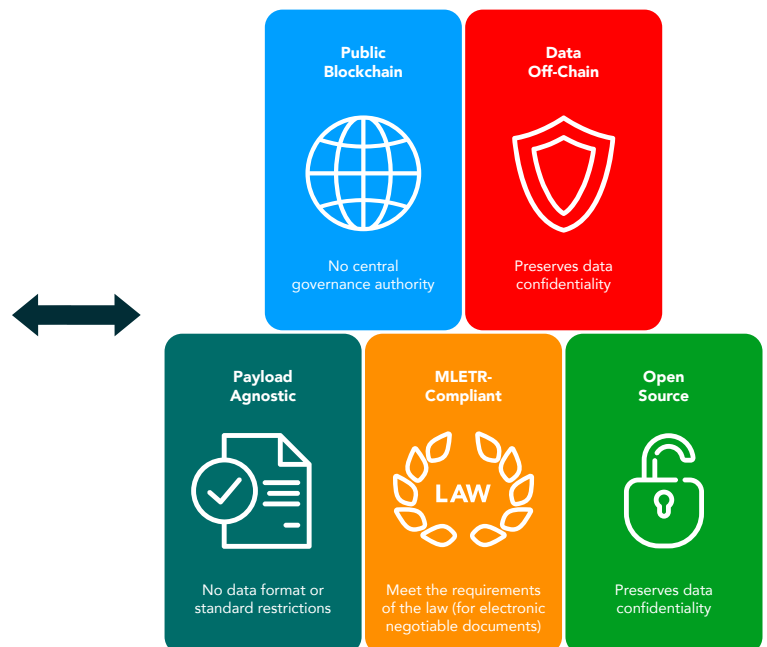 Public
Blockchain
No central
governance authority
Data
Off-Chain
Preserves data
confidentiality
Payload
Agnostic
No data format or
standard restrictions
MLETR-
Compliant
LAW
Meet the requirements
of the law (for electronic
negotiable documents)
Open
Source
Preserves data
confidentiality